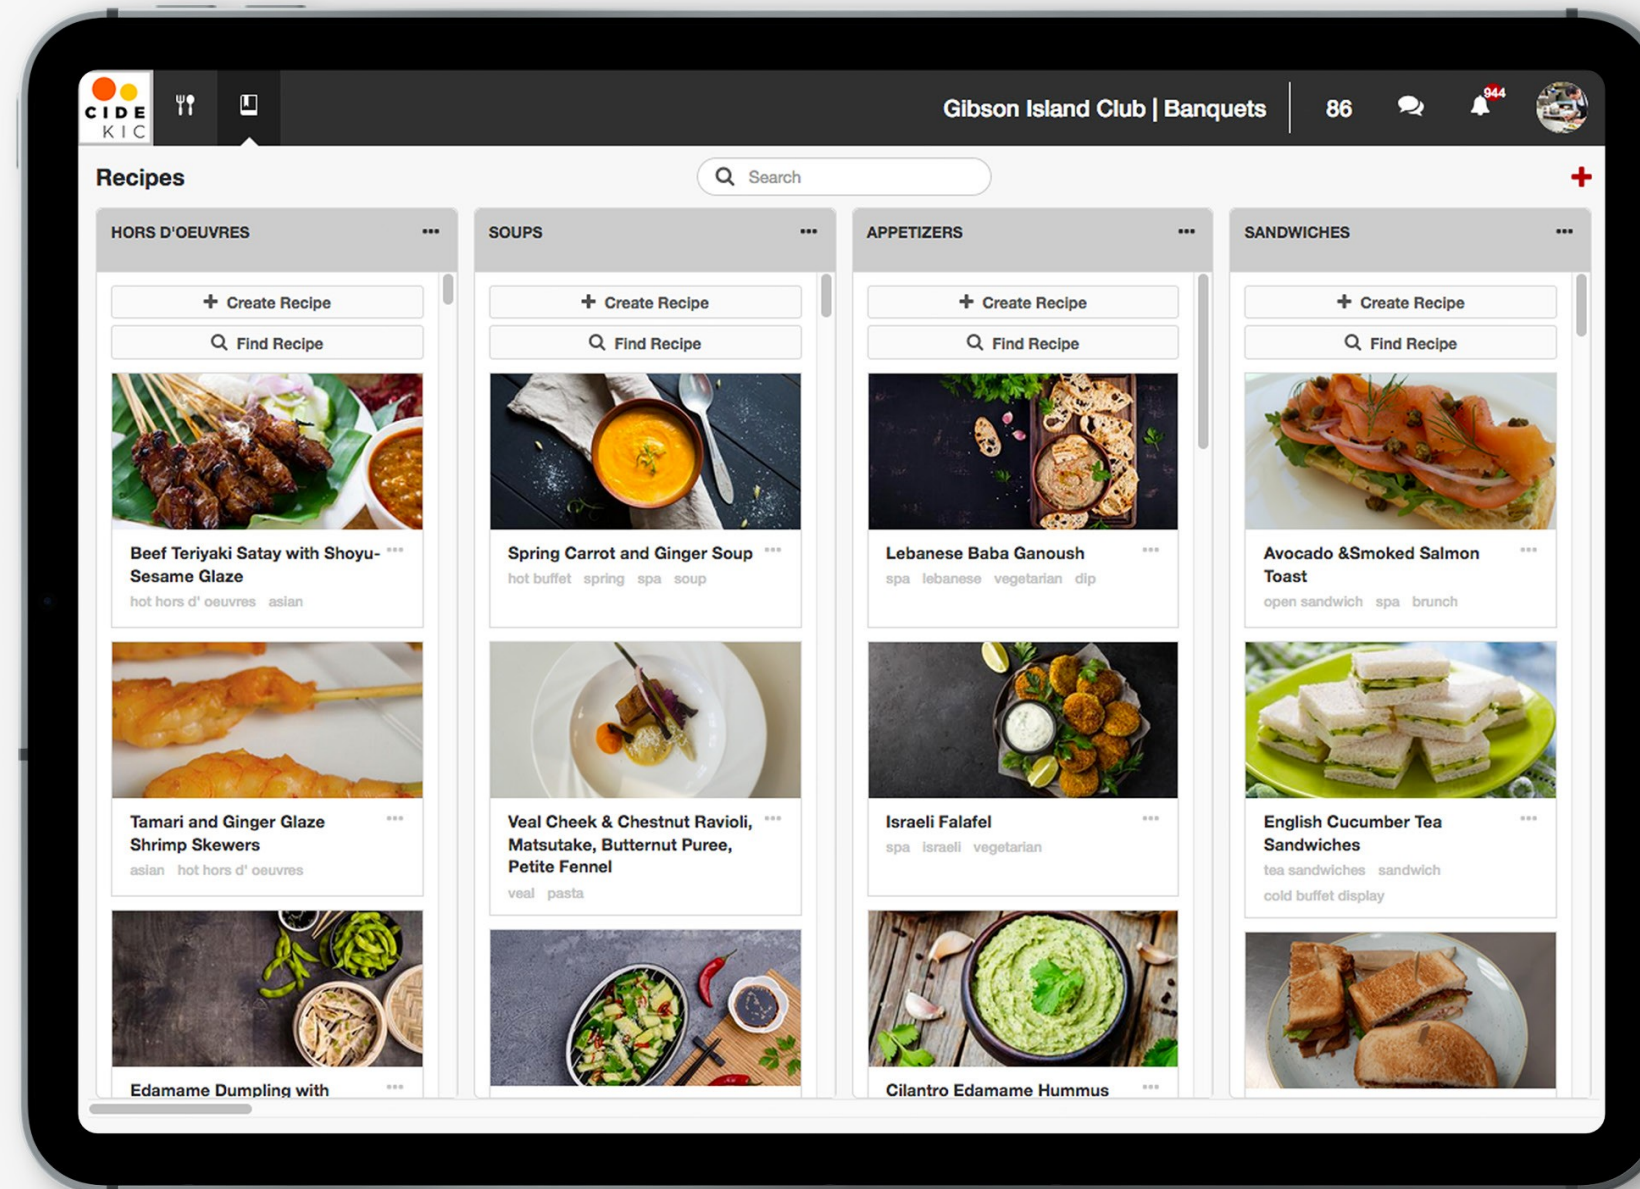 CIDE
KIC
Gibson Island Club | Banquets
86
944
Recipes
Search
HORS D'OEUVRES
Create Recipe
Find Recipe
Beef Teriyaki Satay with Shoyu-
Sesame Glaze
hot hors d' oeuvres asian
Tamari and Ginger Glaze
Shrimp Skewers
asian hot hors d' oeuvres
Edamame Dumpling with
SOUPS
Create Recipe
Find Recipe
Spring Carrot and Ginger Soup
hot buffet spring spa soup
Veal Cheek & Chestnut Ravioli,
Matsutake, Butternut Puree,
Petite Fennel
veal pasta
APPETIZERS
Create Recipe
Find Recipe
Lebanese Baba Ganoush
spa lebanese vegetarian dip
Israeli Falafel
spa israeli vegetarian
Cilantro Edamame Hummus
SANDWICHES
Create Recipe
Find Recipe
Avocado &Smoked Salmon
Toast
open sandwich spa brunch
English Cucumber Tea
Sandwiches
tea sandwiches sandwich
cold buffet display